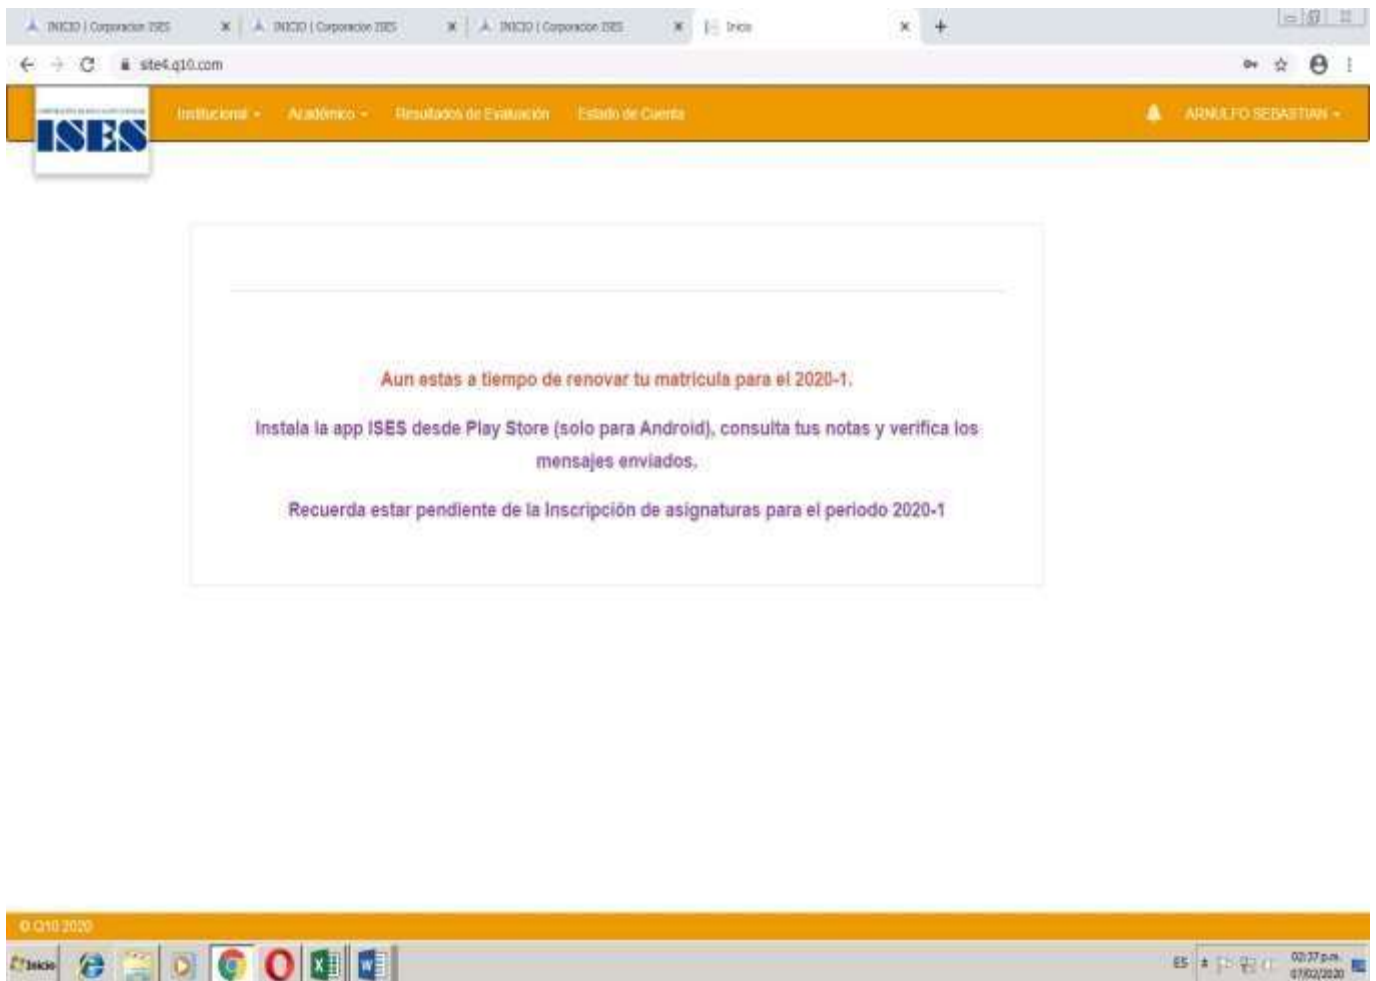 INICIO | Corporacion ISES
INICIO | Corporacion ISES
INICIO | Corporacion ISES
Inicio
site4.q10.com
ISES
Institucional
Académico
Resultados de Evaluación
Estado de Cuenta
ARNULFO SEBASTIAN
Aun estas a tiempo de renovar tu matricula para el 2020-1.
Instala la app ISES desde Play Store (solo para Android), consulta tus notas y verifica los
mensajes enviados.
Recuerda estar pendiente de la Inscripción de asignaturas para el periodo 2020-1
© Q10 2020
Inicio
ES
02:37 p.m.
07/02/2020